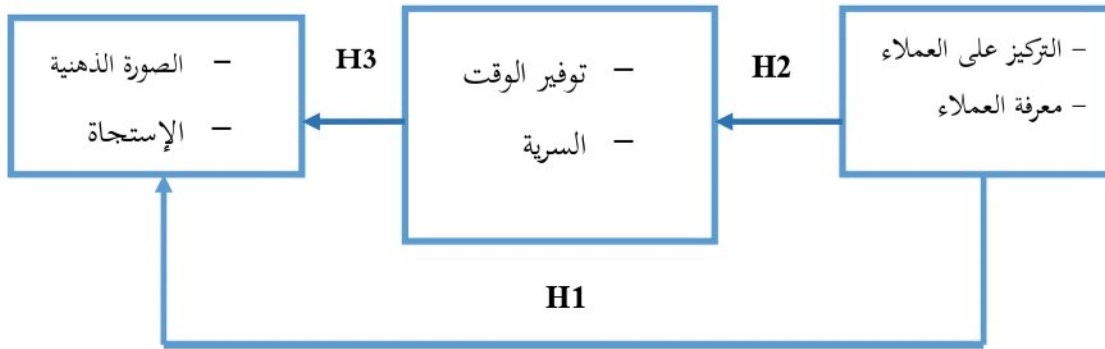 - التركيز على العملاء
- معرفة العملاء
H2
- توفير الوقت
- السرية
H3
- الصورة الذهنية
- الإستجاة
H1